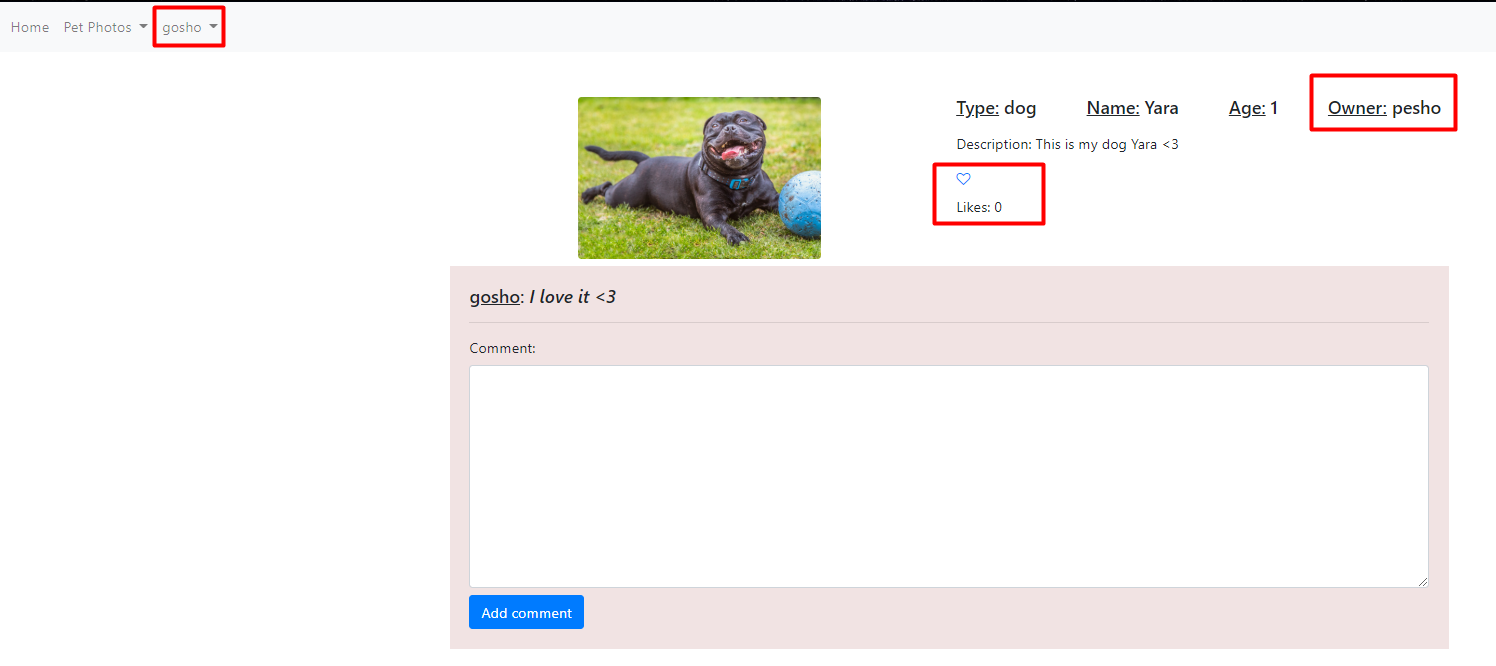 Home Pet Photos gosho
Type: dog Name: Yara Age: 1 Owner: pesho
Description: This is my dog Yara <3
Likes: 0
gosho: I love it <3
Comment:
Add comment